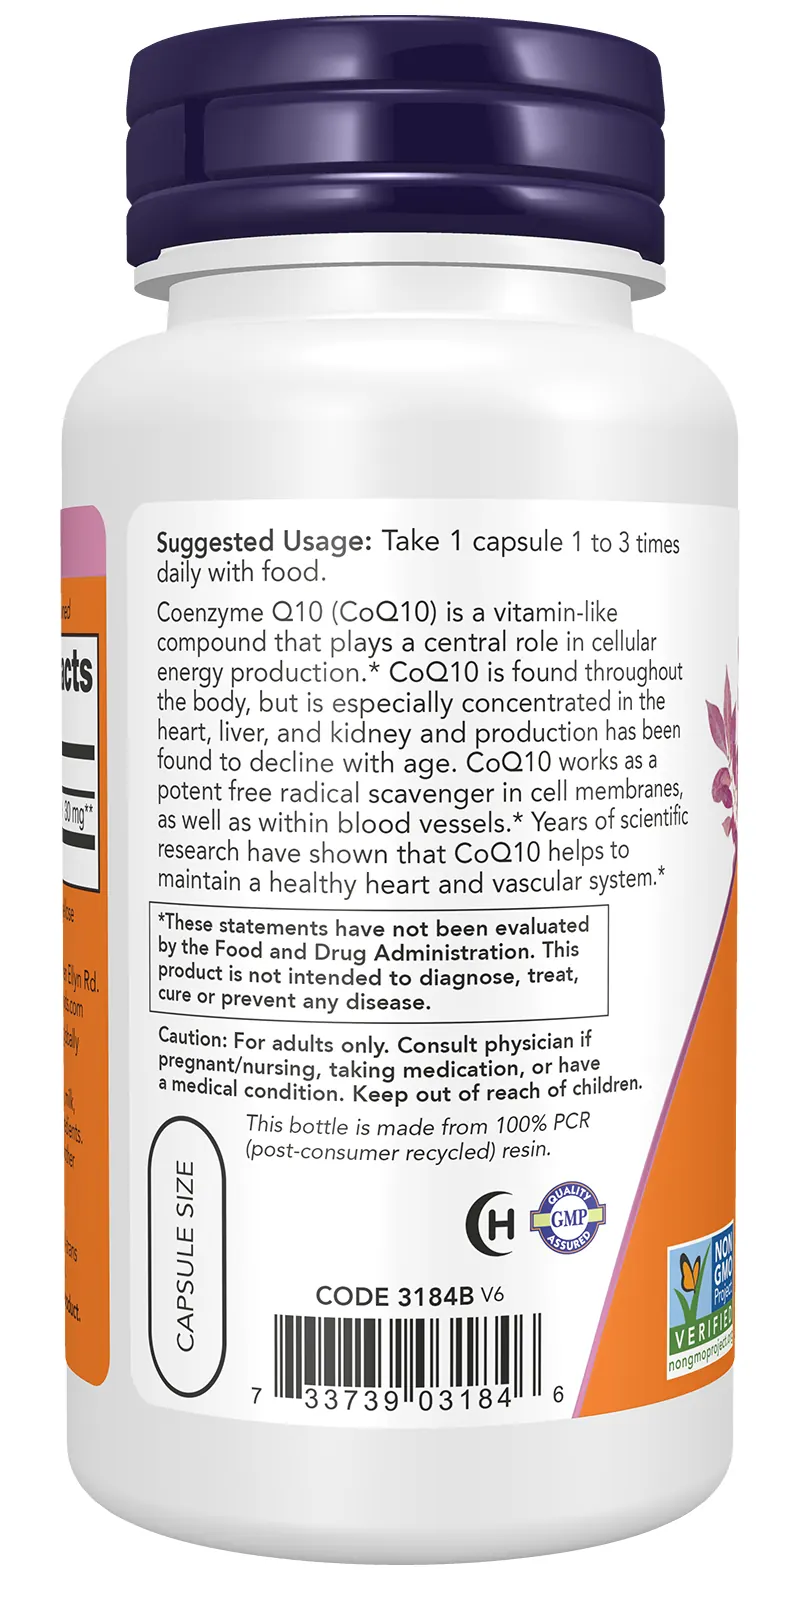 Suggested Usage: Take 1 capsule 1 to 3 times
daily with food.
Coenzyme Q10 (CoQ10) is a vitamin-like
compound that plays a central role in cellular
energy production.* CoQ10 is found throughout
the body, but is especially concentrated in the
heart, liver, and kidney and production has been
found to decline with age. CoQ10 works as a
potent free radical scavenger in cell membranes,
as well as within blood vessels.* Years of scientific
research have shown that CoQ10 helps to
maintain a healthy heart and vascular system.*
*These statements have not been evaluated
by the Food and Drug Administration. This
product is not intended to diagnose, treat,
cure or prevent any disease.
Caution: For adults only. Consult physician if
pregnant/nursing, taking medication, or have
a medical condition. Keep out of reach of children.
This bottle is made from 100% PCR
(post-consumer recycled) resin.
CAPSULE SIZE
H
QUALITY
GMP
ASSURED
CODE 3184B V6
7 33739 03184 6
NON
GMO
Project
VERIFIED
nongmoproject.
30 mg**
Ellyn Rd.